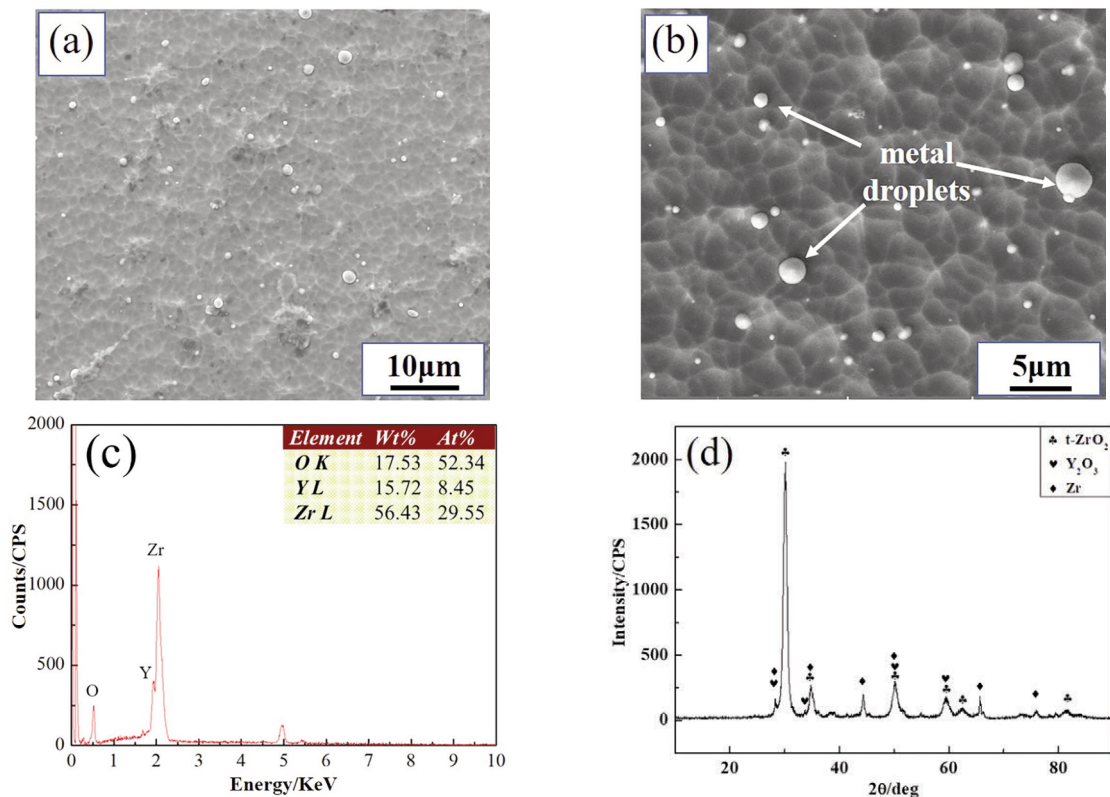 (a)
10μm
(b)
metal
droplets
5μm
(c)
Element Wt% At%
O K 17.53 52.34
Y L 15.72 8.45
Zr L 56.43 29.55
2000
1500
1000
500
0
Counts/CPS
O
Y
Zr
0 1 2 3 4 5 6 7 8 9 10
Energy/KeV
(d)
♣ t-ZrO₂
♥ Y₂O₃
♦ Zr
2000
1500
1000
500
0
Intensity/CPS
20 40 60 80
2θ/deg